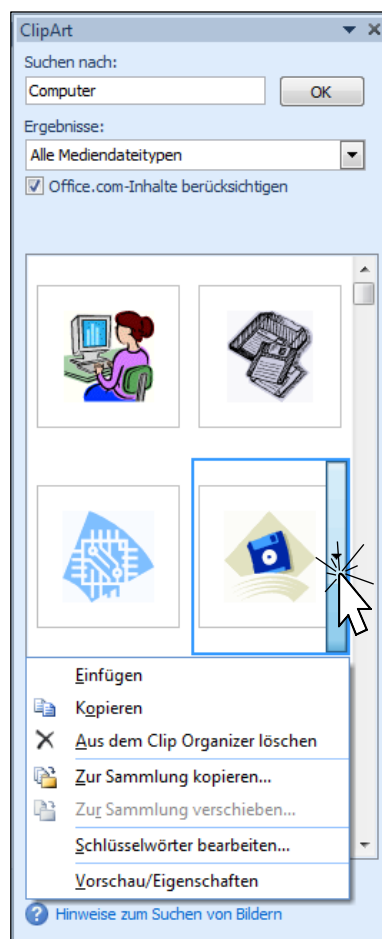 ClipArt
Suchen nach:
Computer
OK
Ergebnisse:
Alle Mediendateitypen
Office.com-Inhalte berücksichtigen
Einfügen
Kopieren
Aus dem Clip Organizer löschen
Zur Sammlung kopieren...
Zur Sammlung verschieben...
Schlüsselwörter bearbeiten...
Vorschau/Eigenschaften
Hinweise zum Suchen von Bildern